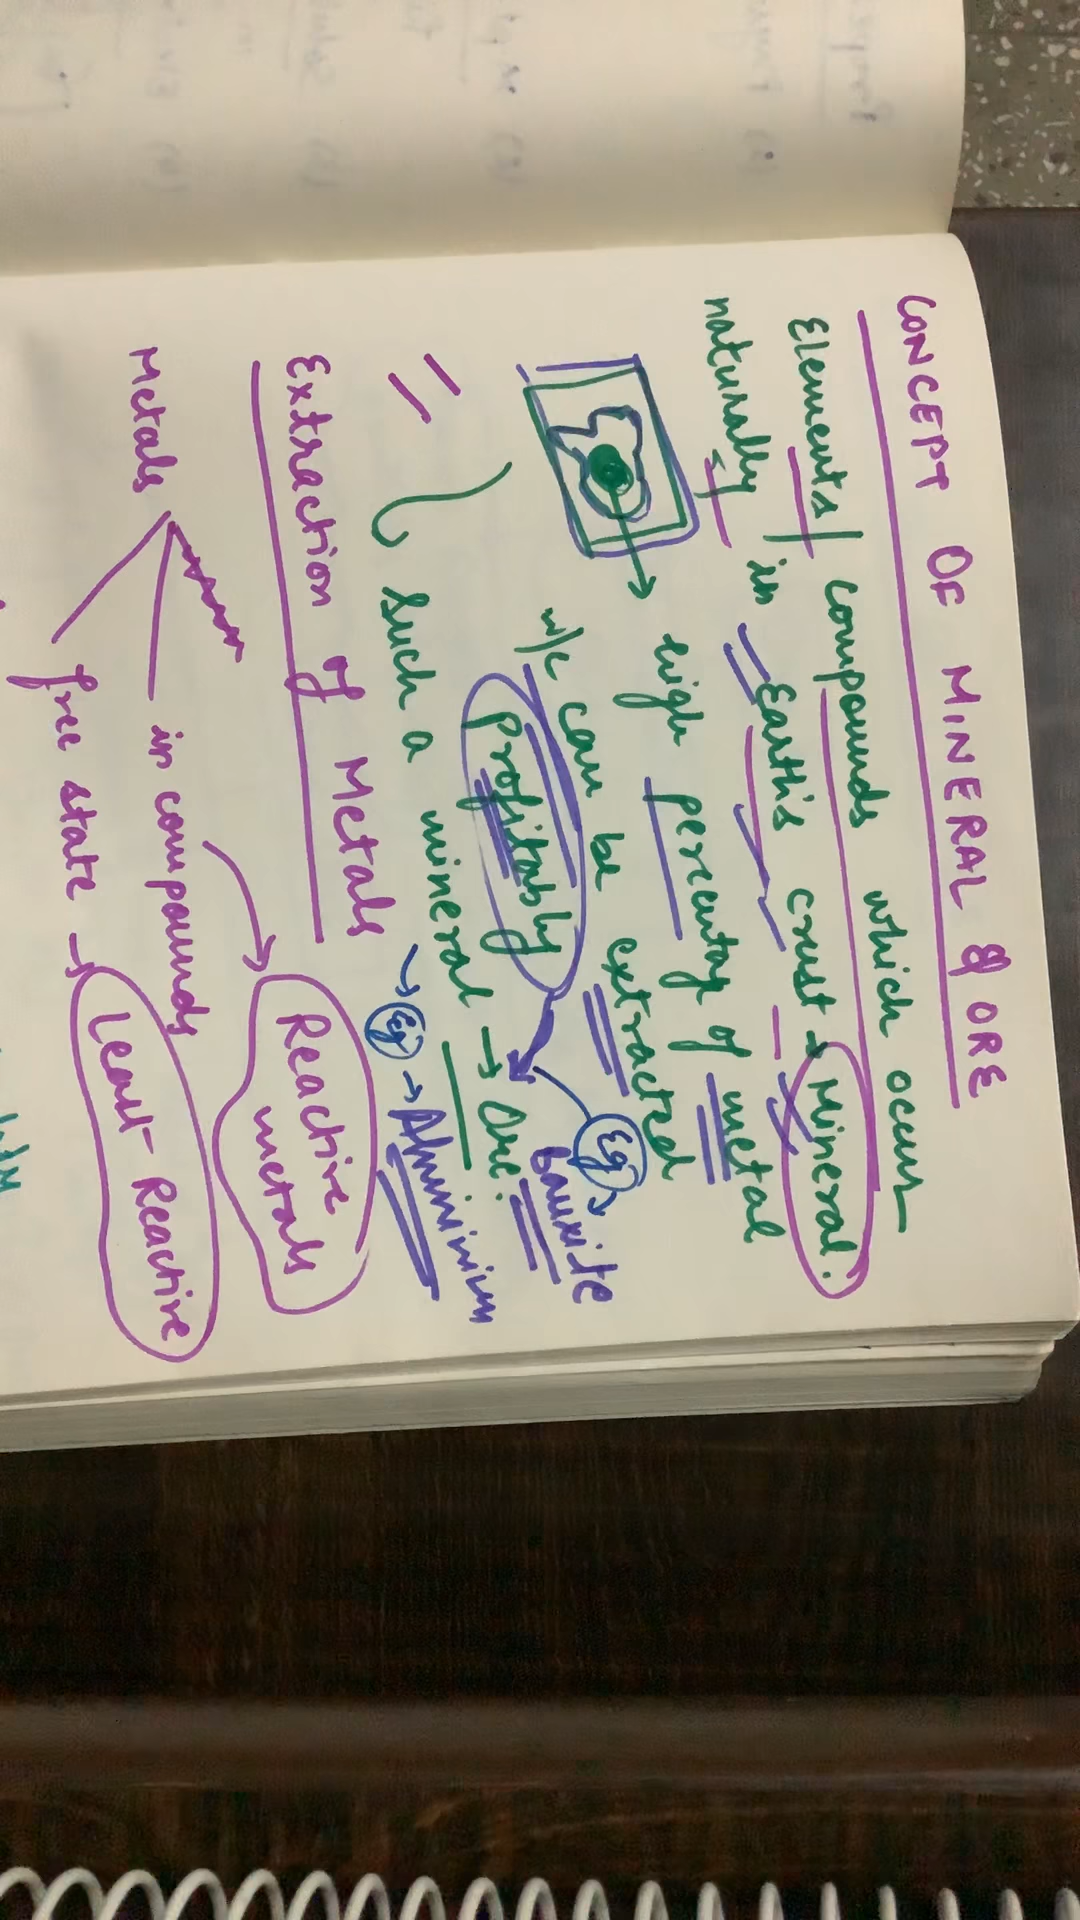 CONCEPT OF MINERAL & ORE
Elements/compounds which occur
naturally in Earth's crust → Mineral.
→ high percentag of metal
w/c can be extracted
profitably
Eg → bauxite
Such a mineral → Ore.
→ Eg → Aluminium
Extraction of Metals
Metals
in compounds → Reactive metals
free state → Least Reactive